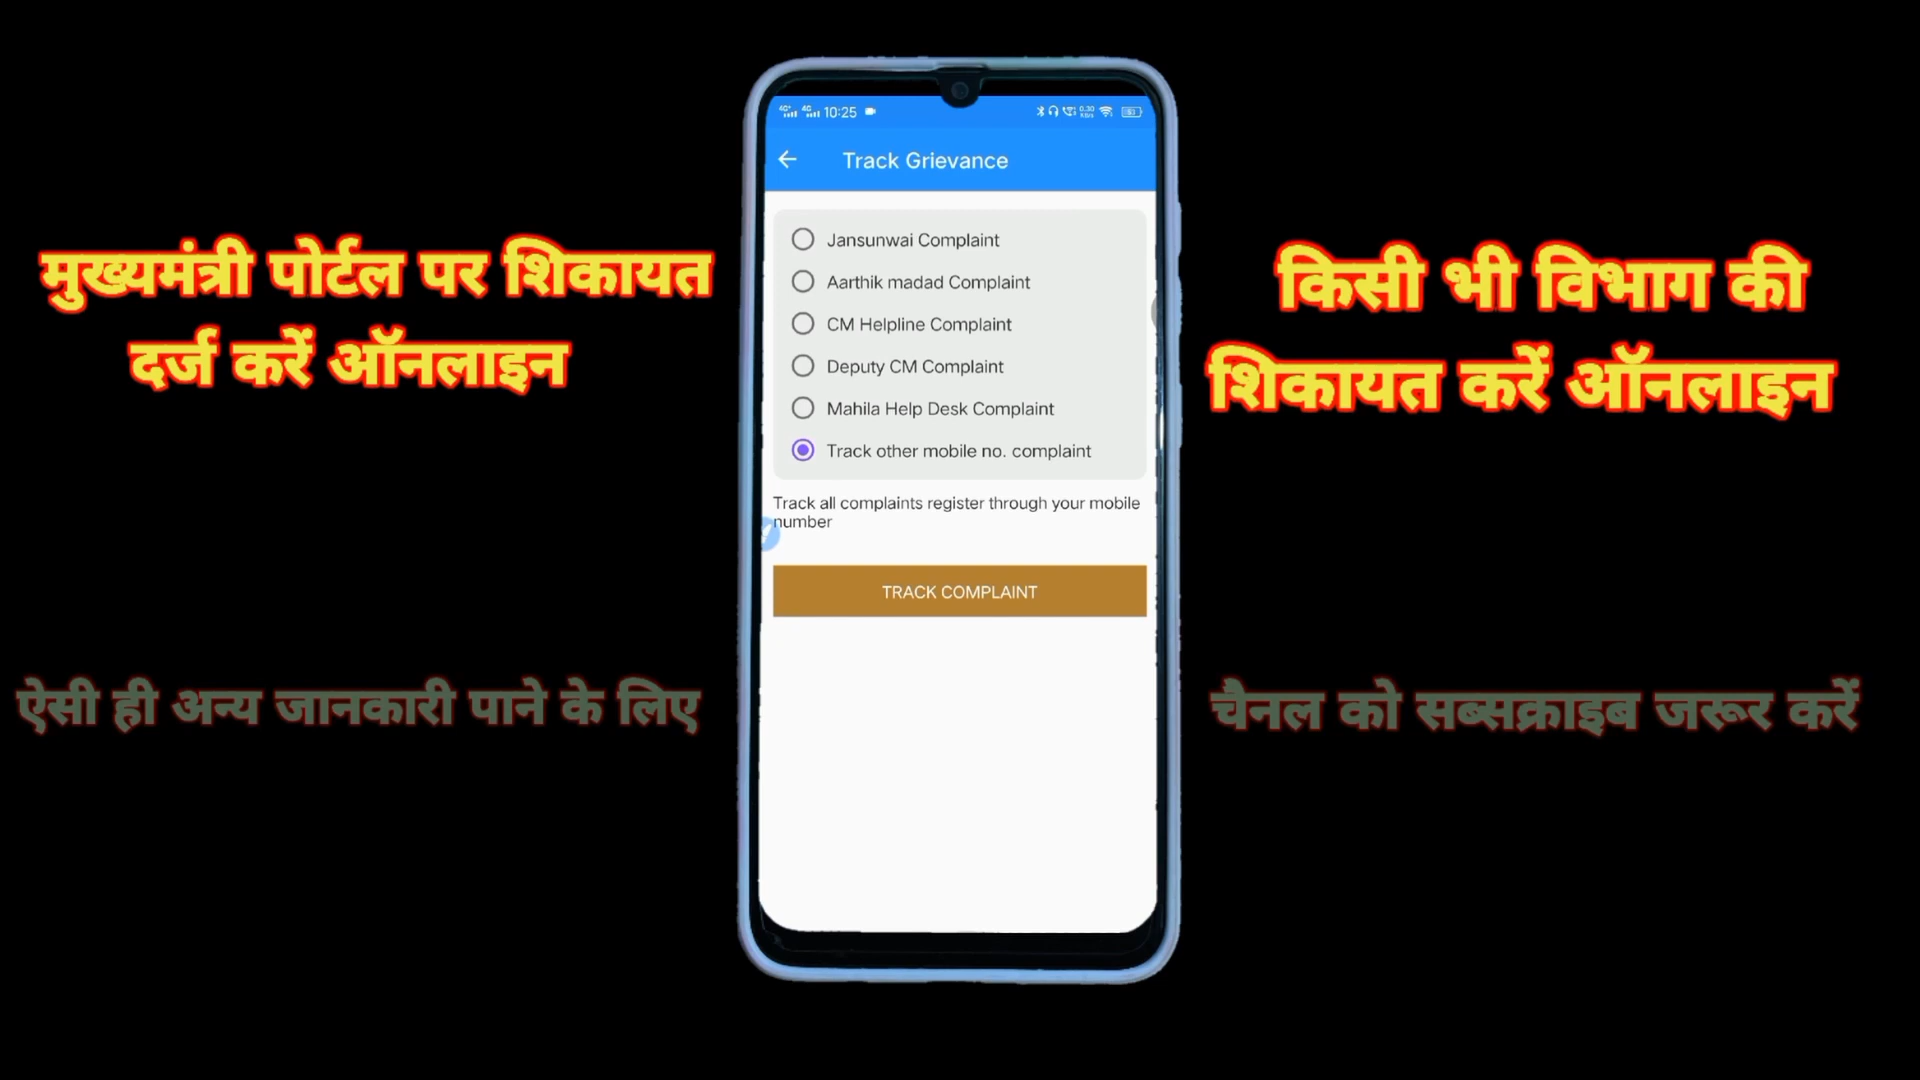 10:25
Track Grievance
Jansunwai Complaint
Aarthik madad Complaint
CM Helpline Complaint
Deputy CM Complaint
Mahila Help Desk Complaint
Track other mobile no. complaint
Track all complaints register through your mobile
number
TRACK COMPLAINT
मुख्यमंत्री पोर्टल पर शिकायत
दर्ज करें ऑनलाइन
किसी भी विभाग की
शिकायत करें ऑनलाइन
ऐसी ही अन्य जानकारी पाने के लिए
चैनल को सब्सक्राइब जरूर करें